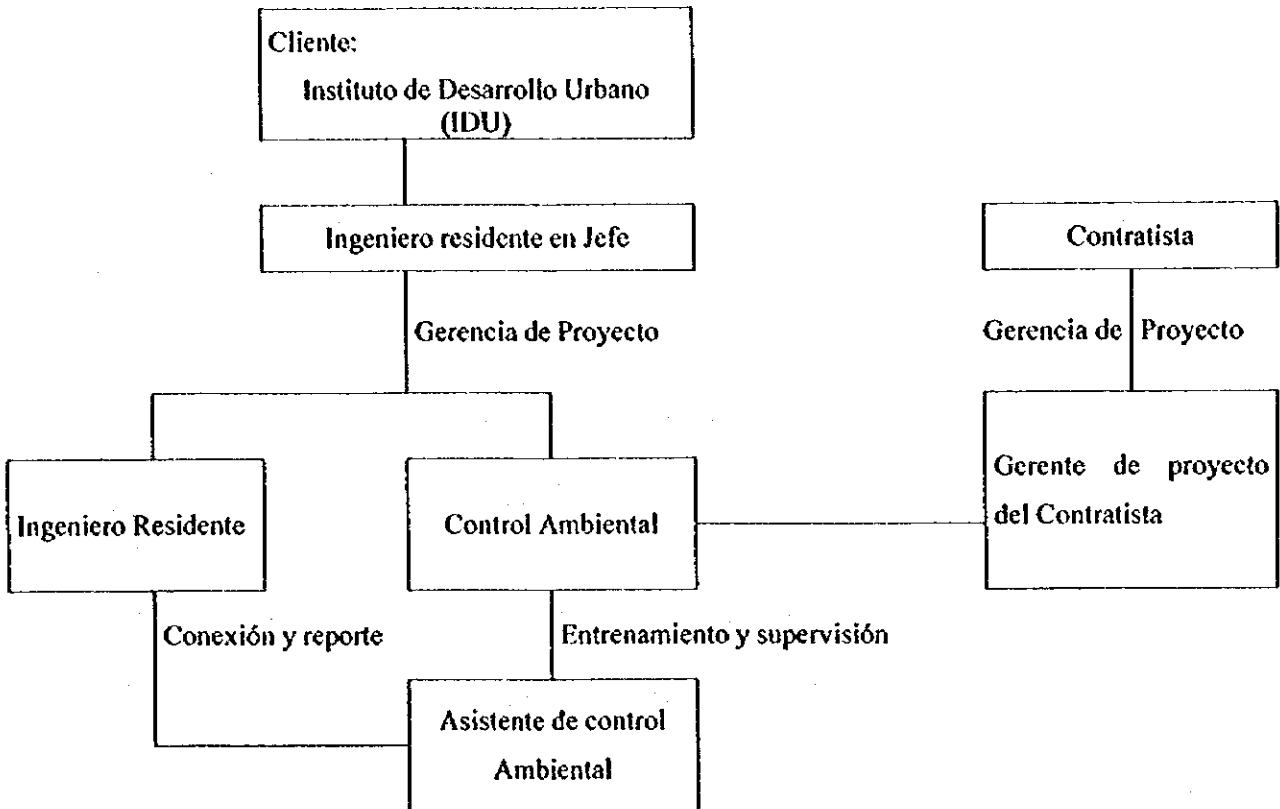 Cliente:
Instituto de Desarrollo Urbano
(IDU)
Ingeniero residente en Jefe
Contratista
Gerencia de Proyecto
Gerencia de Proyecto
Ingeniero Residente
Control Ambiental
Gerente de proyecto
del Contratista
Conexión y reporte
Entrenamiento y supervisión
Asistente de control
Ambiental